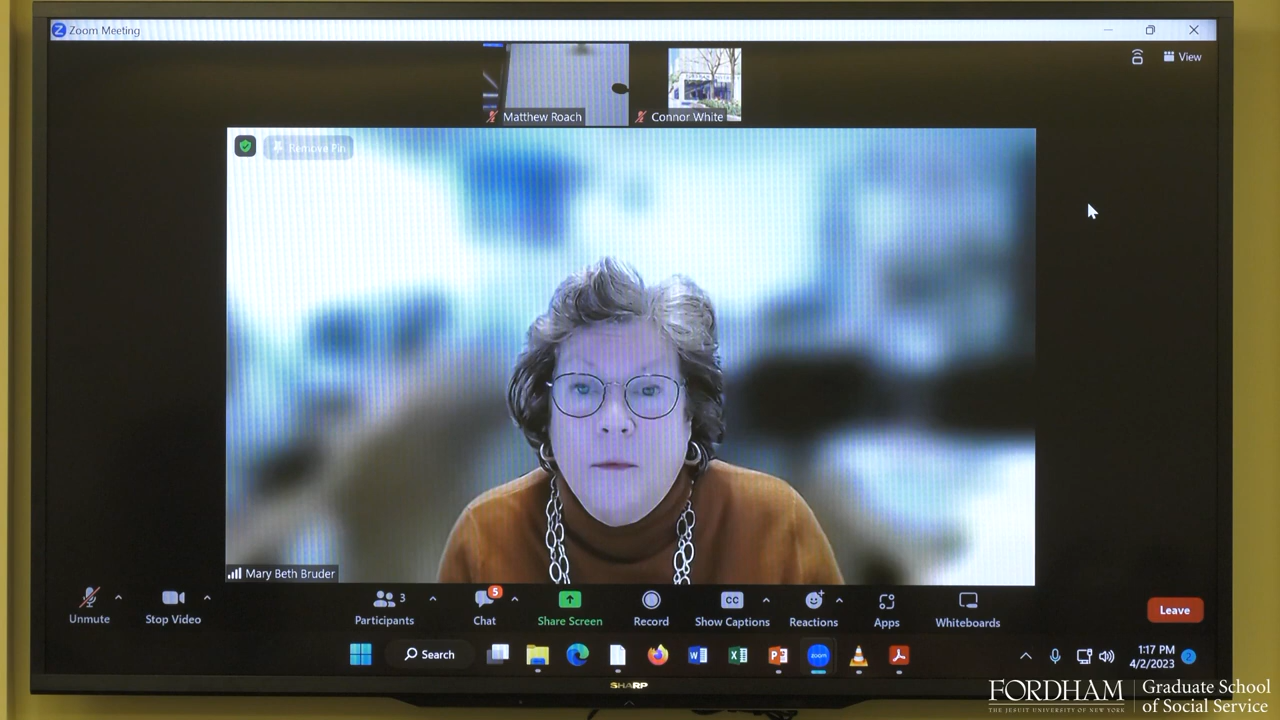 Zoom Meeting
View
Matthew Roach
Connor White
Remove Pin
Mary Beth Bruder
Unmute
Stop Video
3
Participants
5
Chat
Share Screen
Record
CC
Show Captions
Reactions
Apps
Whiteboards
Leave
Search
zoom
1:17 PM
4/2/2023
2
SHARP
FORDHAM
THE JESUIT UNIVERSITY OF NEW YORK
Graduate School
of Social Service